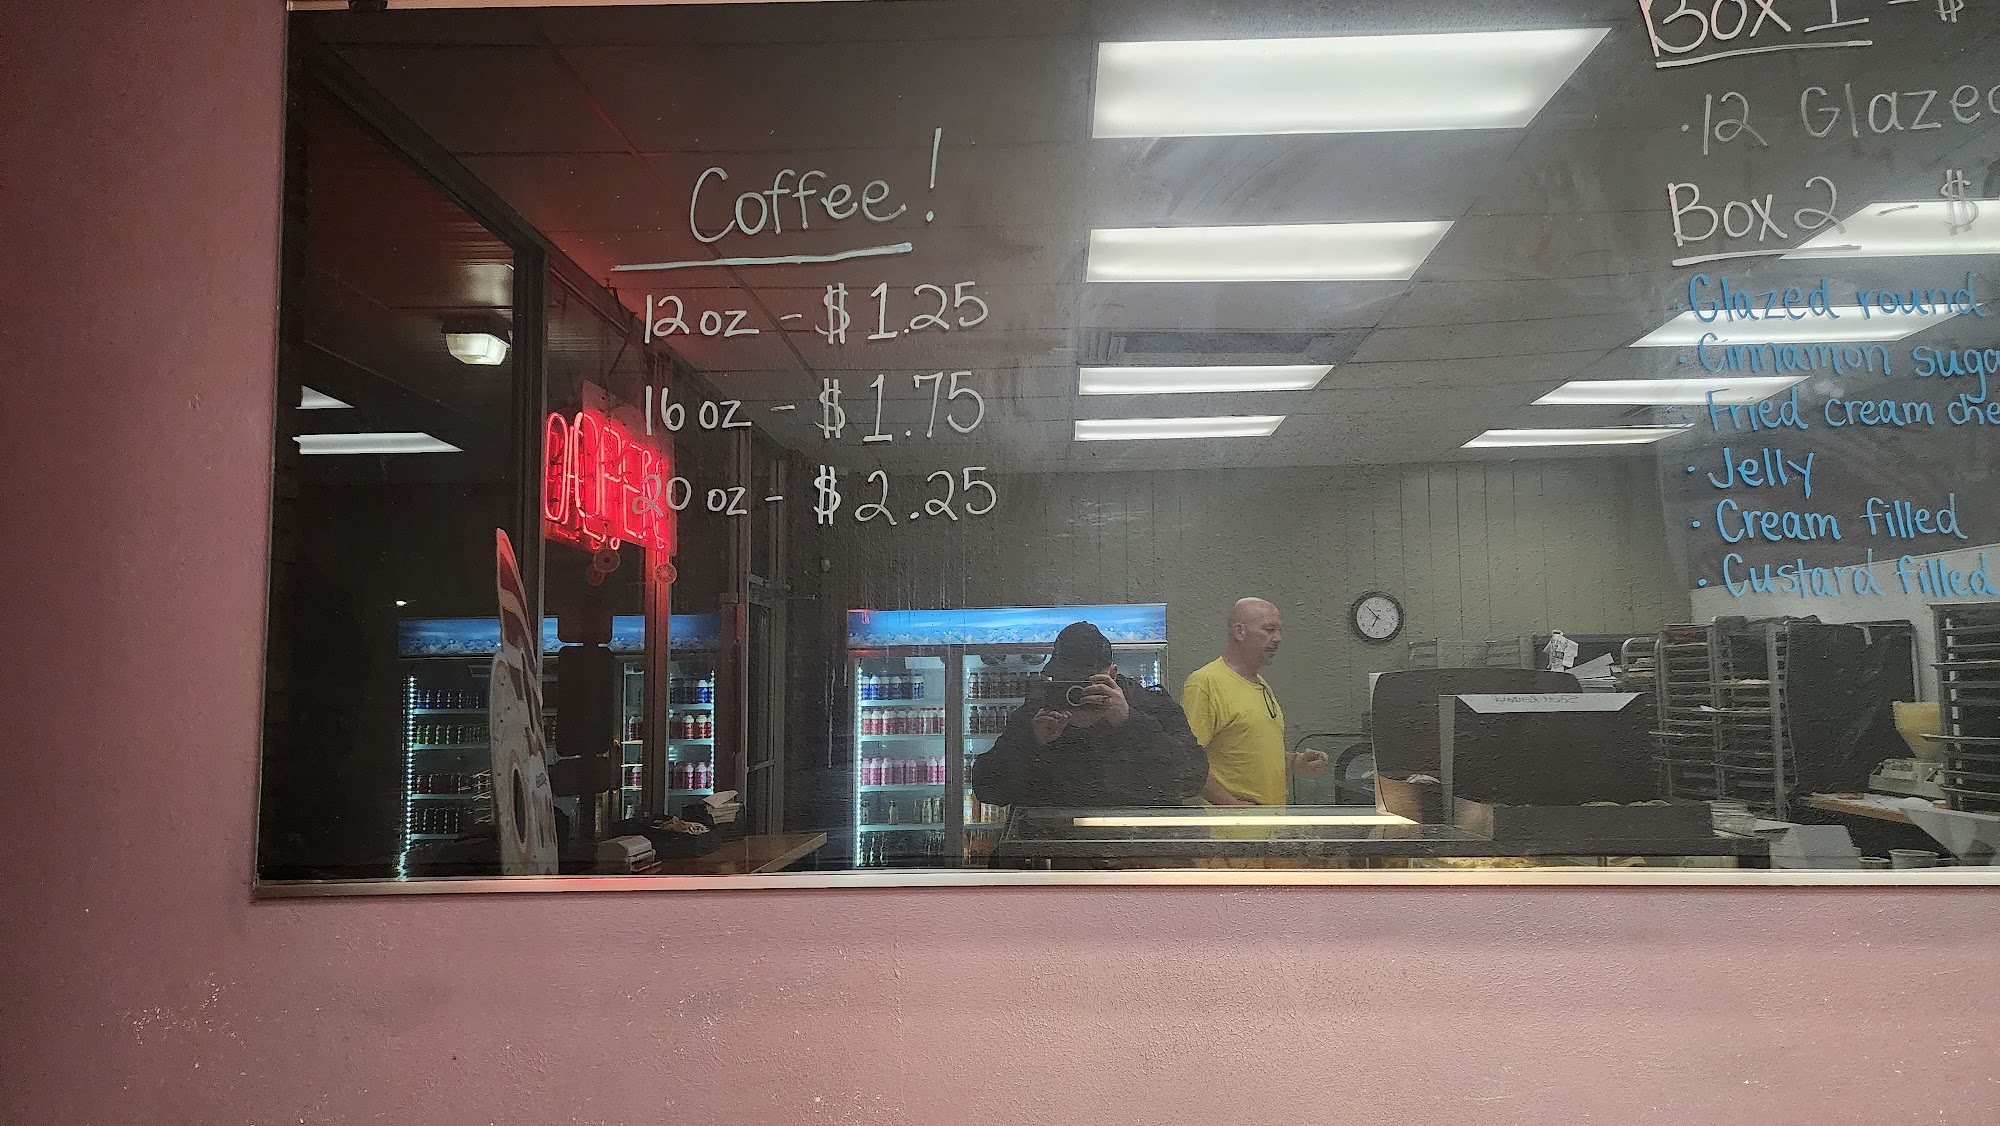 Coffee!
12 oz - $1.25
16 oz - $1.75
20 oz - $2.25
Box 1 - $
· 12 Glazed
Box 2 - $
· Glazed round
· Cinnamon suga
· Fried cream che
· Jelly
· Cream filled
· Custard filled